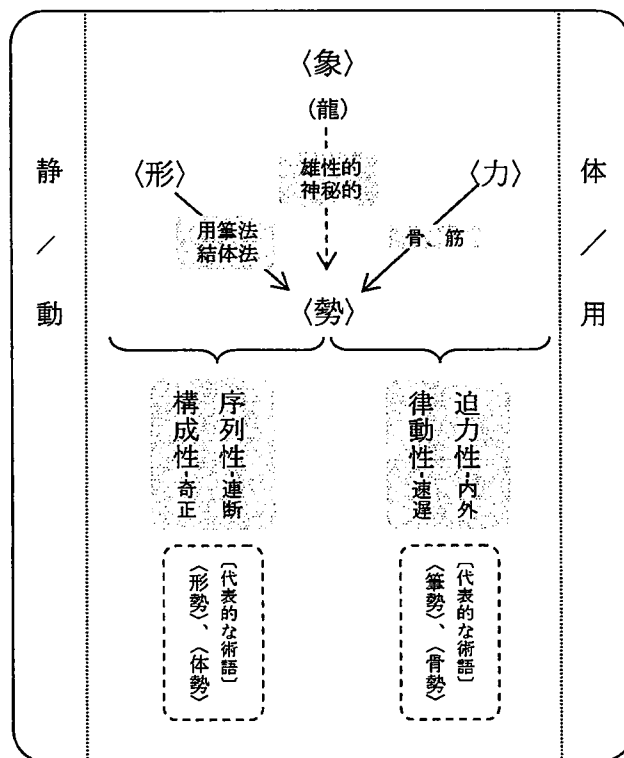 〈象〉
(龍)
静／動
〈形〉
雄性的
神秘的
〈力〉
体／用
用筆法
結体法
骨、筋
〈勢〉
序列性-連断
構成性-奇正
迫力性-内外
律動性-速遅
〔代表的な術語〕
〈形勢〉、〈体勢〉
〔代表的な術語〕
〈筆勢〉、〈骨勢〉